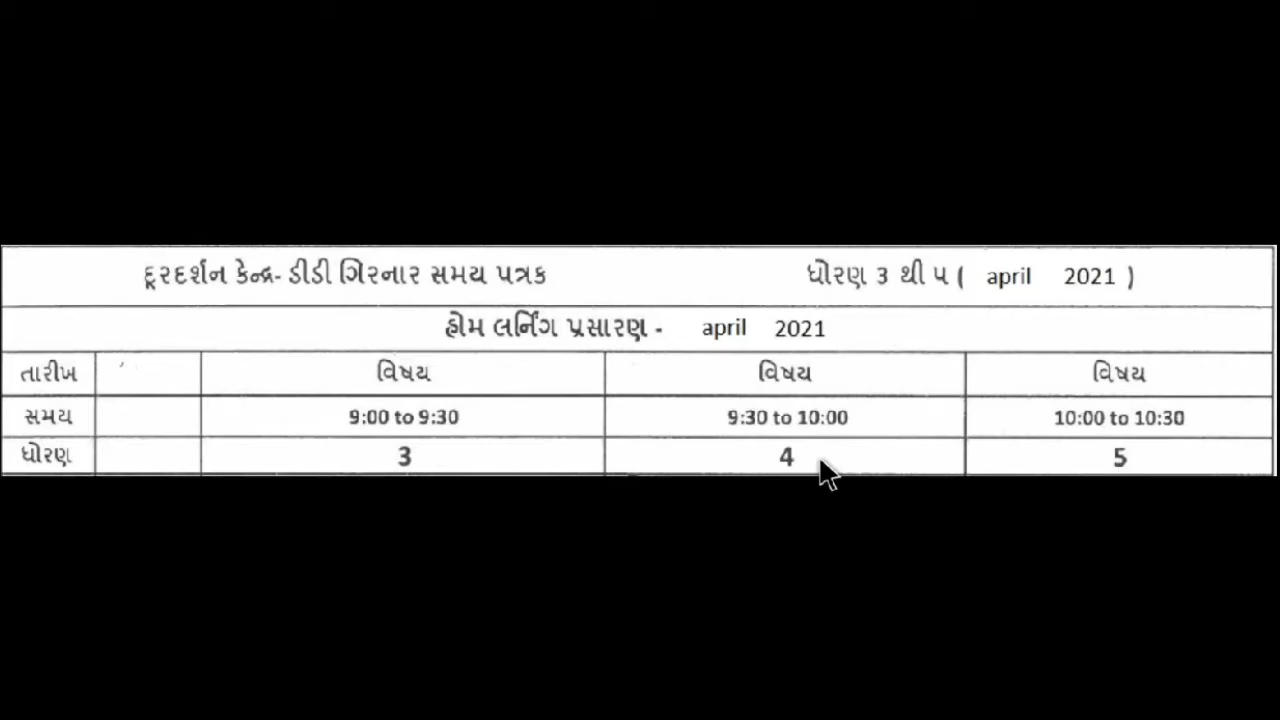 દૂરદર્શન કેન્દ્ર- ડીડી ગિરનાર સમય પત્રક ધોરણ 3 થી ૫ ( april 2021 )
હોમ લર્નિંગ પ્રસારણ - april 2021
તારીખ વિષય વિષય વિષય
સમય 9:00 to 9:30 9:30 to 10:00 10:00 to 10:30
ધોરણ 3 4 5